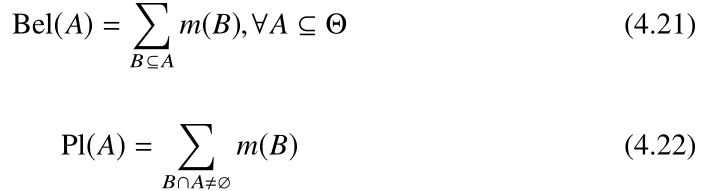 Bel(A) = ∑ m(B), ∀A ⊆ Θ (4.21)
B⊆A
Pl(A) = ∑ m(B) (4.22)
B∩A≠∅